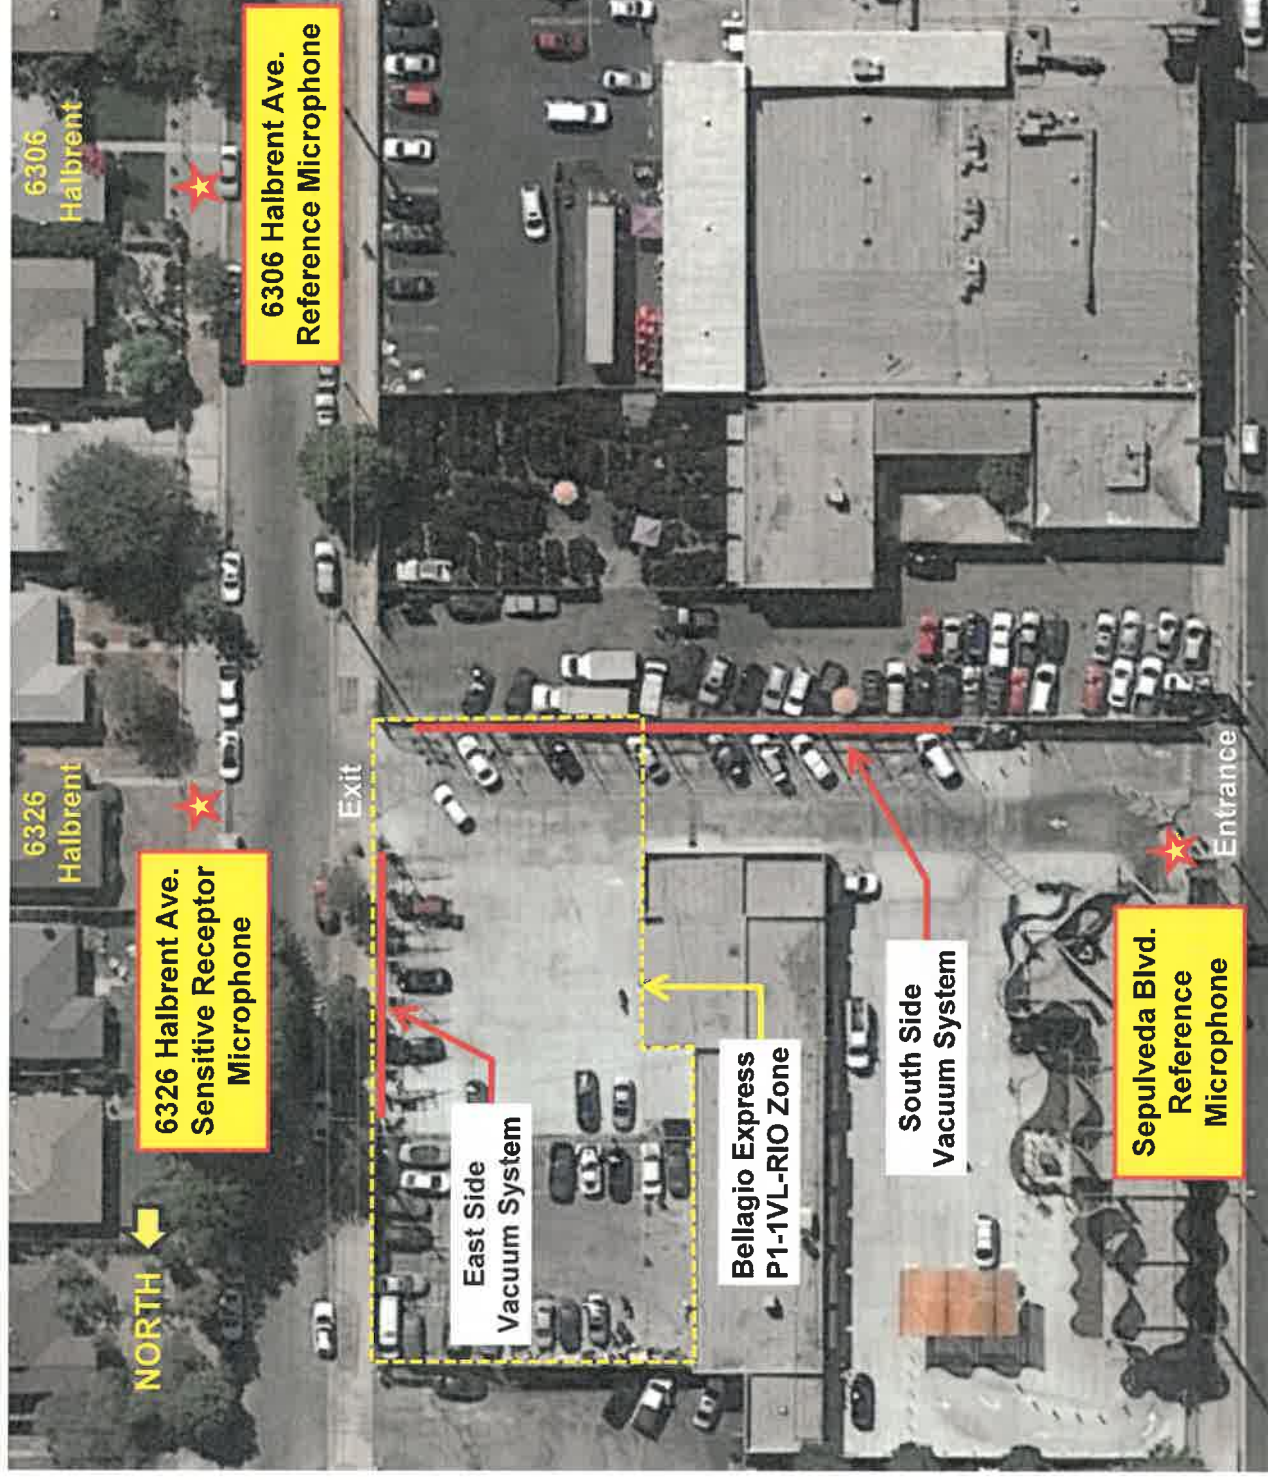 6306
Halbrent
6306 Halbrent Ave.
Reference Microphone
6326
Halbrent
Exit
6326 Halbrent Ave.
Sensitive Receptor
Microphone
NORTH
East Side
Vacuum System
Bellagio Express
P1-1VL-RIO Zone
South Side
Vacuum System
Entrance
Sepulveda Blvd.
Reference
Microphone